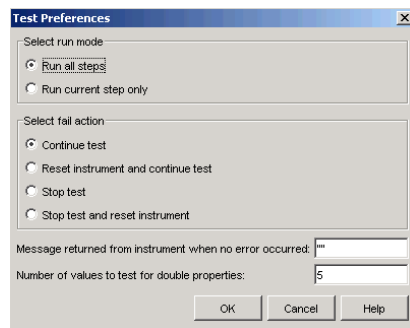 Test Preferences
Select run mode
Run all steps
Run current step only
Select fail action
Continue test
Reset instrument and continue test
Stop test
Stop test and reset instrument
Message returned from instrument when no error occurred: ""
Number of values to test for double properties: 5
OK Cancel Help